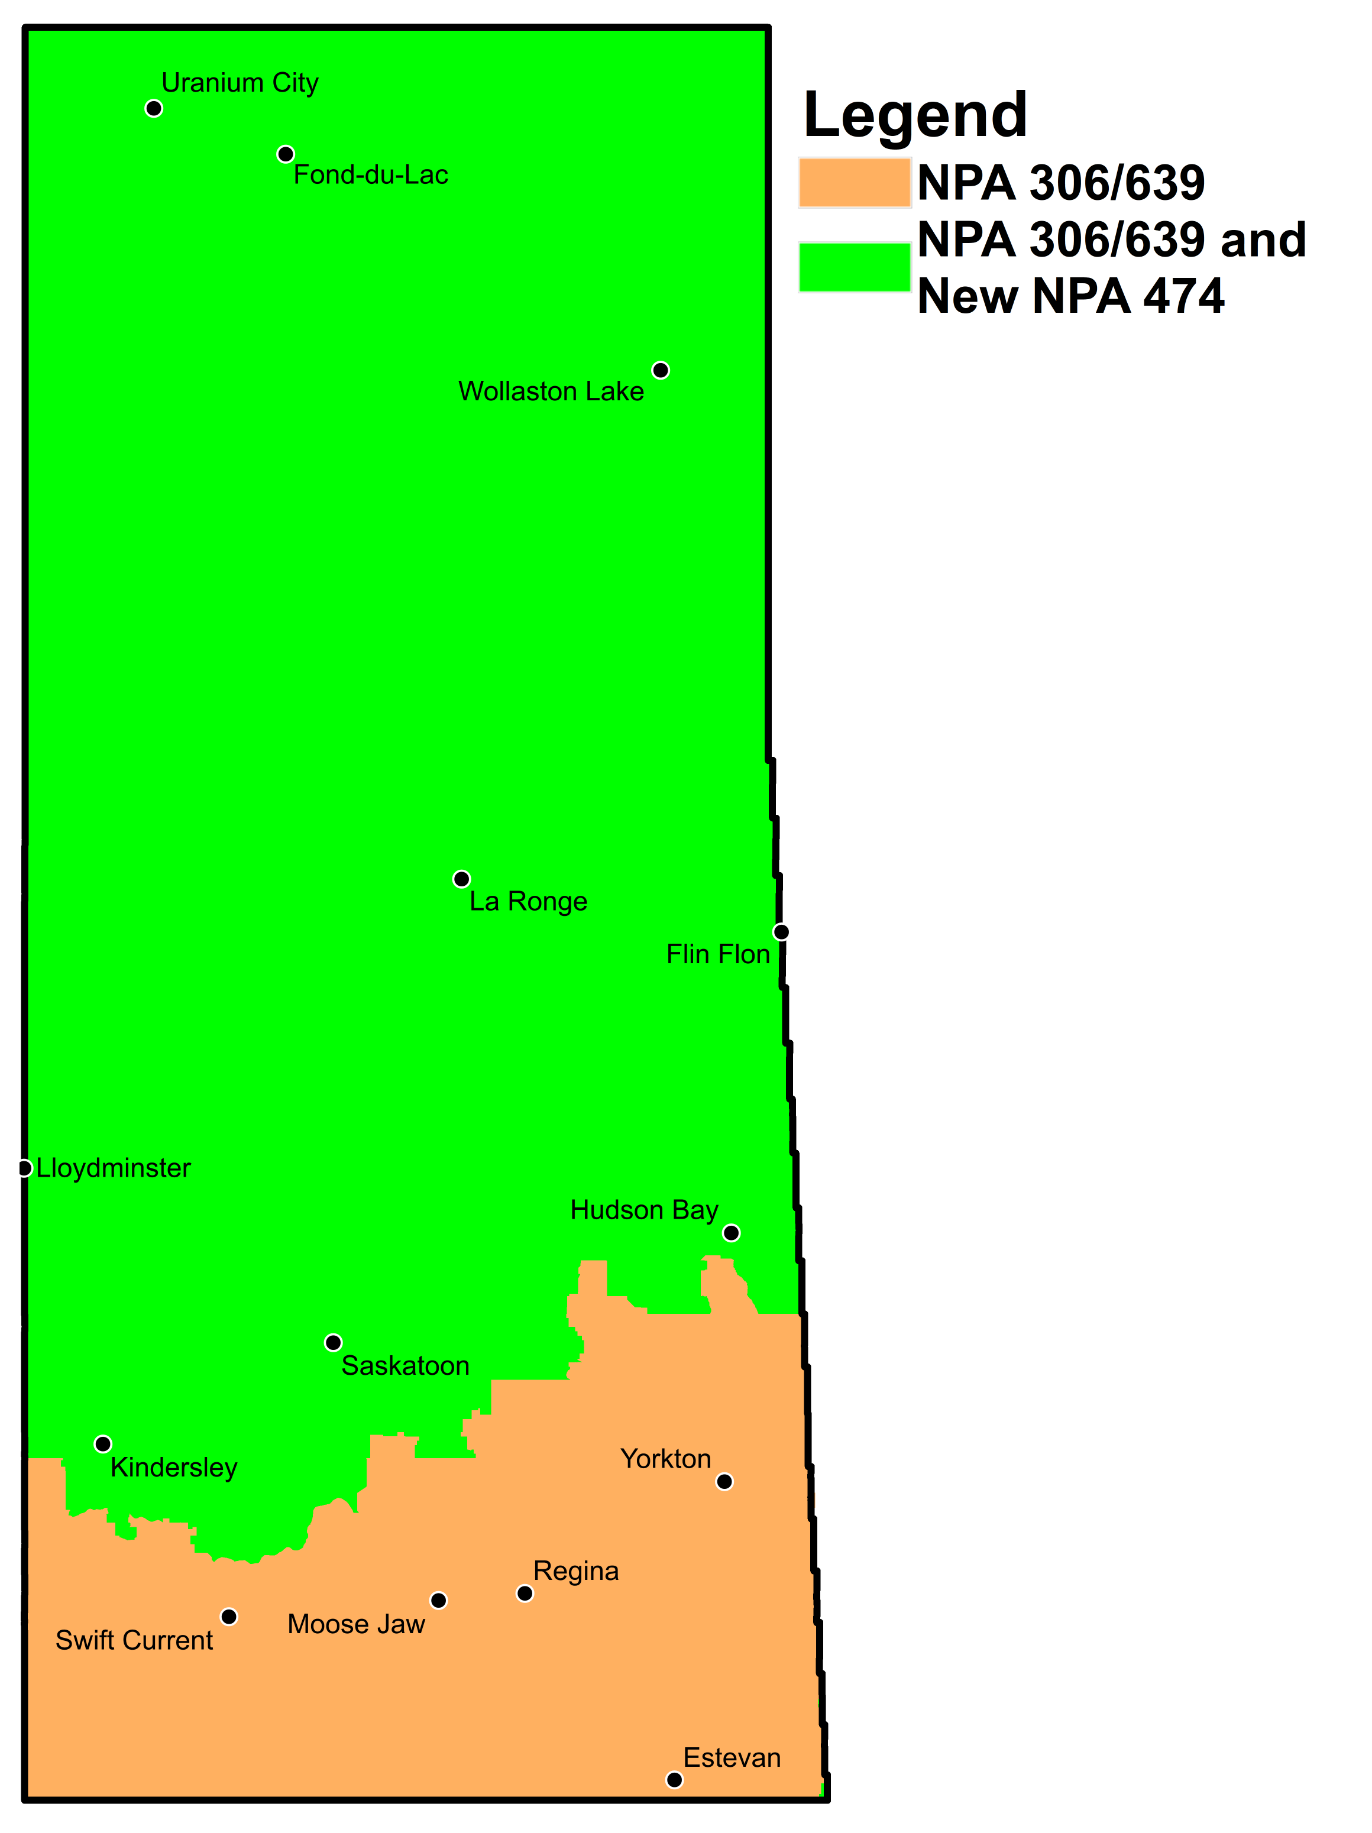 Uranium City
Legend
Fond-du-Lac
NPA 306/639
NPA 306/639 and
New NPA 474
Wollaston Lake
La Ronge
Flin Flon
Lloydminster
Hudson Bay
Saskatoon
Kindersley
Yorkton
Regina
Moose Jaw
Swift Current
Estevan